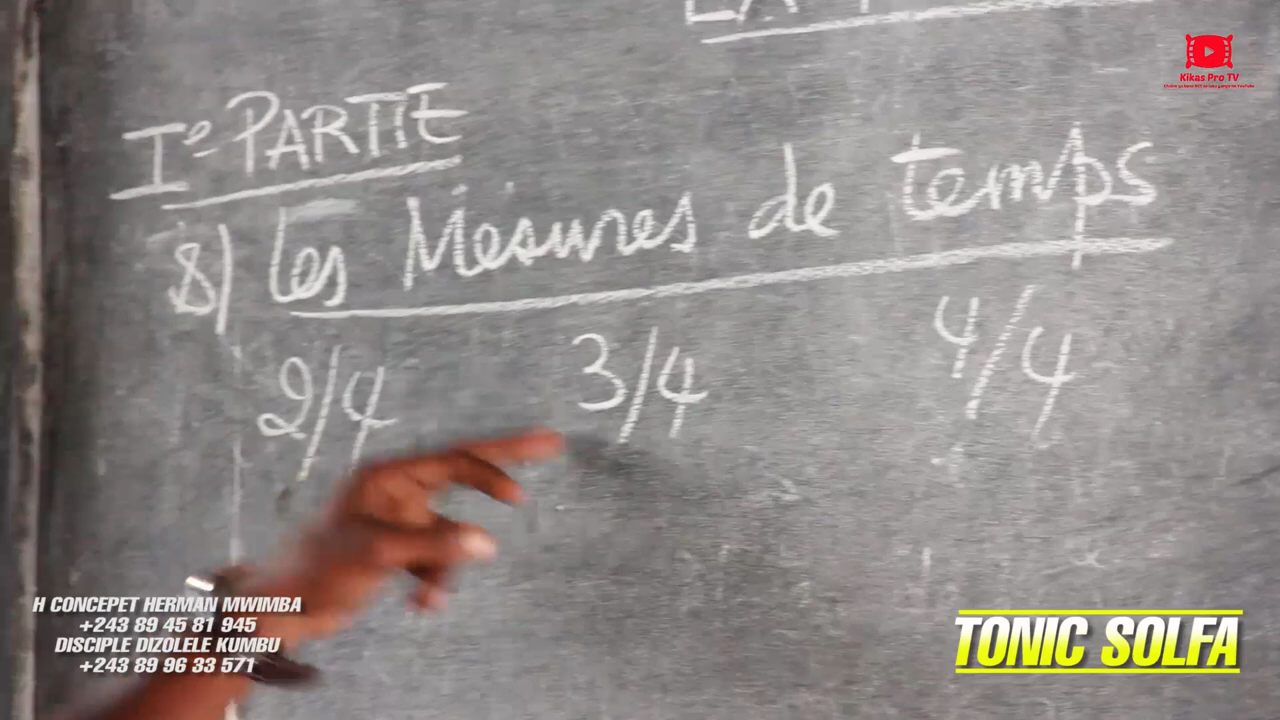 Kikas Pro TV
Ie PARTIE
8) Les Mesures de temps
2/4 3/4 4/4
H CONCEPET HERMAN MWIMBA
+243 89 45 81 945
DISCIPLE DIZOLELE KUMBU
+243 89 96 33 571
TONIC SOLFA